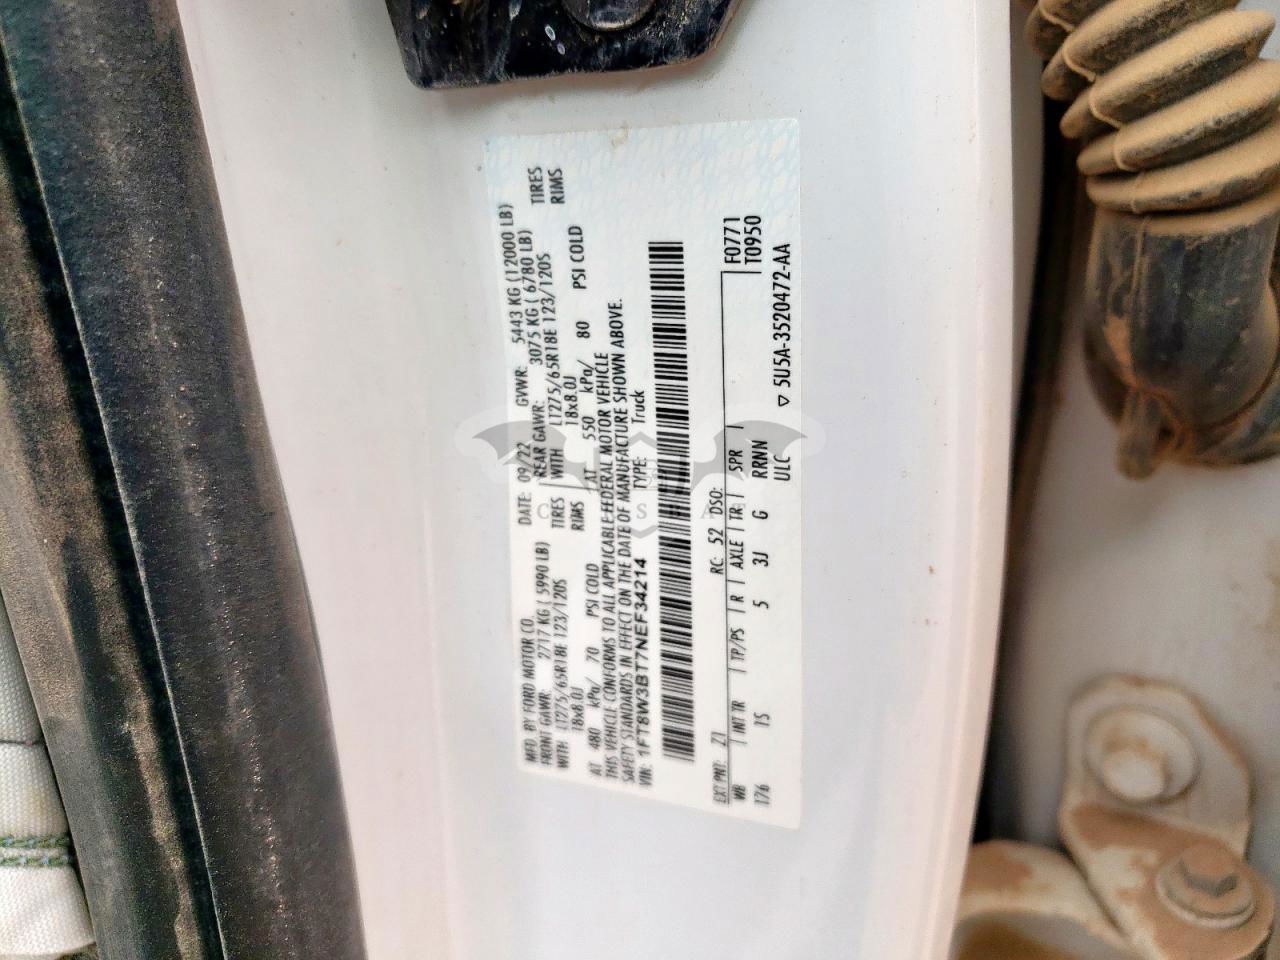 MFD BY FORD MOTOR CO. DATE: 09/22 GVWR: 5443 KG (12000 LB)
FRONT GAWR: 2717 KG ( 5990 LB) REAR GAWR: 3075 KG ( 6780 LB)
WITH LT275/65R18E 123/120S TIRES WITH LT275/65R18E 123/120S TIRES
18x8.0J RIMS 18x8.0J RIMS
AT 480 kPa/ 70 PSI COLD AT 550 kPa/ 80 PSI COLD
THIS VEHICLE CONFORMS TO ALL APPLICABLE FEDERAL MOTOR VEHICLE
SAFETY STANDARDS IN EFFECT ON THE DATE OF MANUFACTURE SHOWN ABOVE.
VIN: 1FT8W3BT7NEF34214 TYPE: Truck
EXT PNT: Z1 RC: 52 DSO: F0771
WB INT TR TP/PS R AXLE TR SPR T0950
176 TS 5 3J G RRNN
ULC ▽ 5U5A-3520472-AA